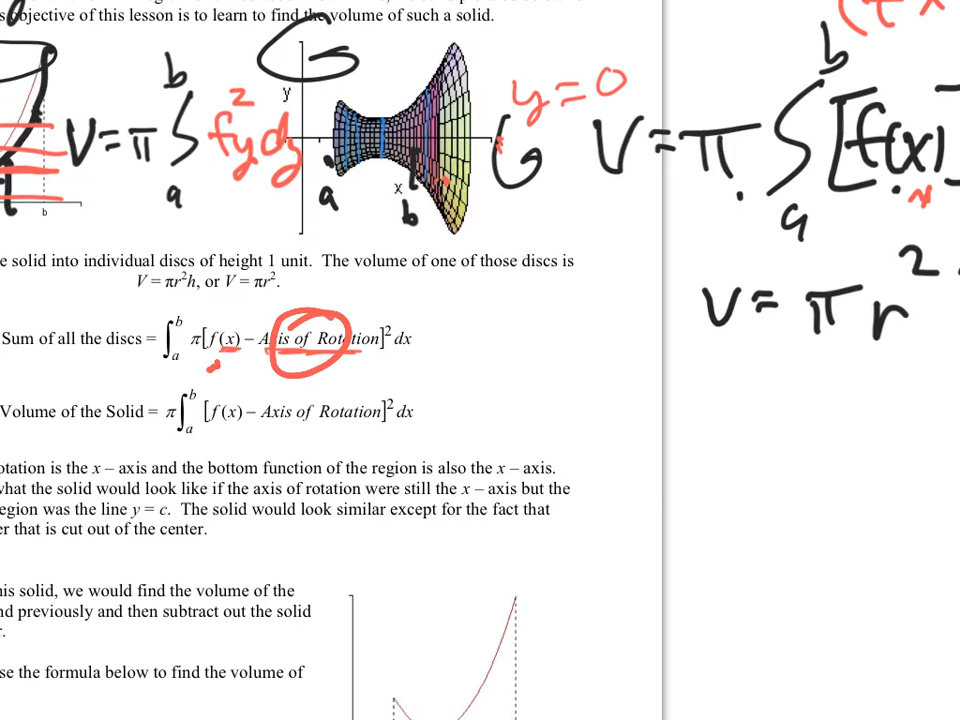 s objective of this lesson is to learn to find the volume of such a solid.
y
y=0
b
b
V=π∫ f²ydy
V=π∫[f(x)
a
a
x
b
a
b
e solid into individual discs of height 1 unit. The volume of one of those discs is
V = πr²h, or V = πr².
V = πr²
Sum of all the discs = ∫ₐᵇ π[f(x) – Axis of Rotation]² dx
Volume of the Solid = π∫ₐᵇ [f(x) – Axis of Rotation]² dx
otation is the x – axis and the bottom function of the region is also the x – axis.
what the solid would look like if the axis of rotation were still the x – axis but the
egion was the line y = c. The solid would look similar except for the fact that
er that is cut out of the center.
his solid, we would find the volume of the
nd previously and then subtract out the solid
r.
se the formula below to find the volume of